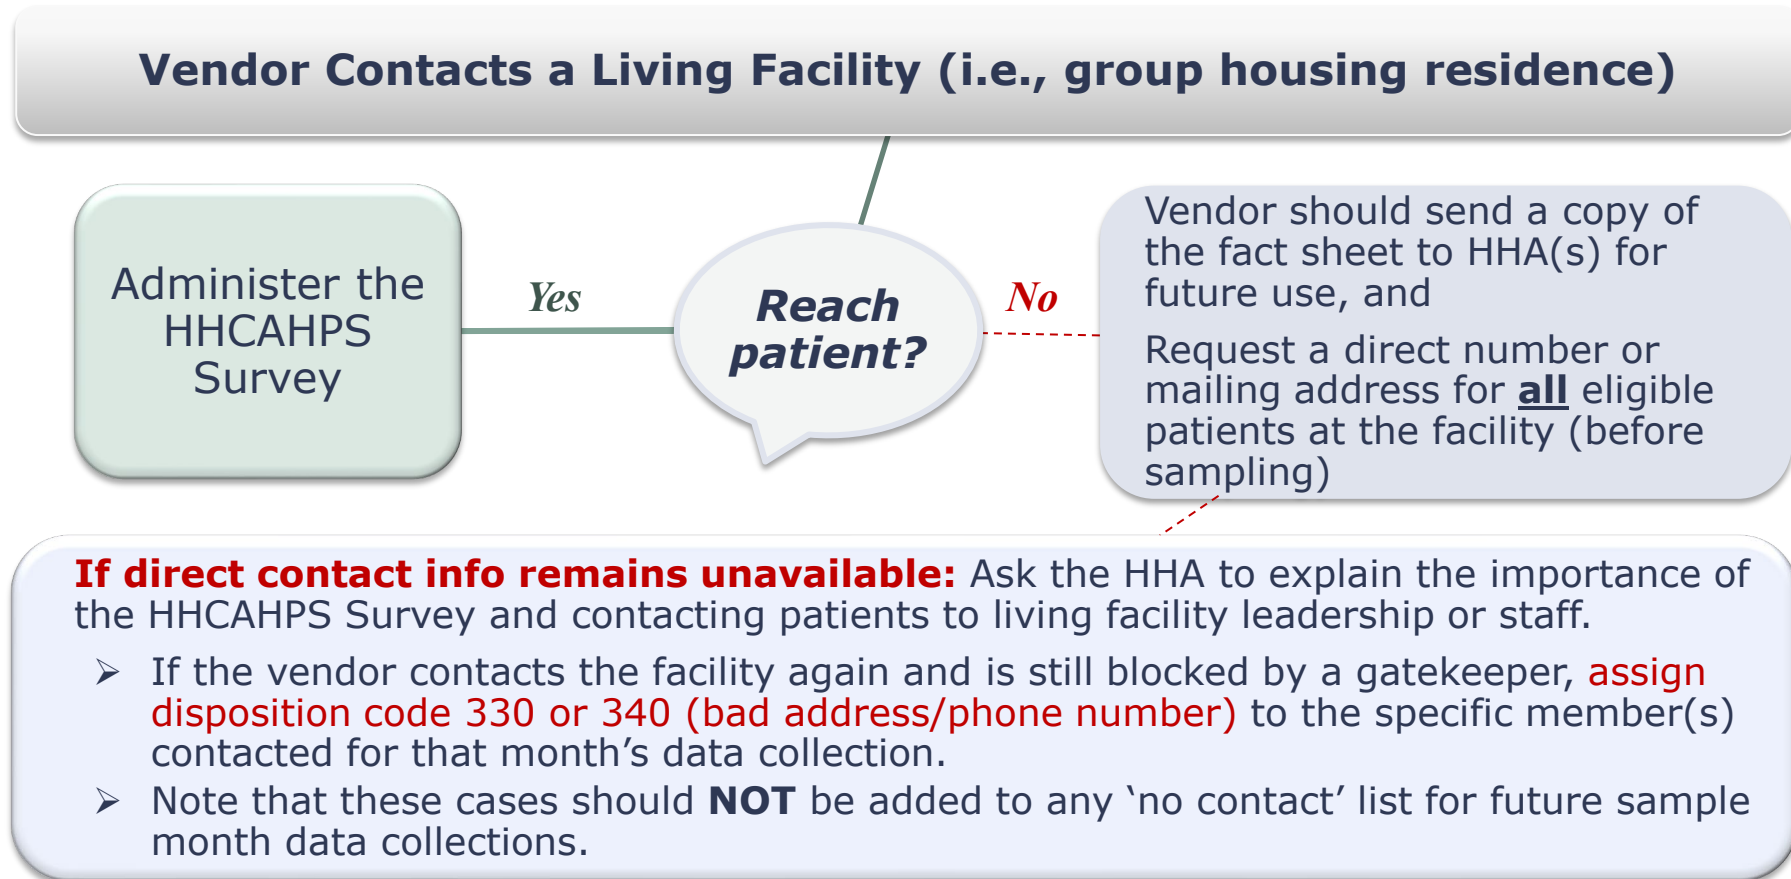 Vendor Contacts a Living Facility (i.e., group housing residence)
Administer the
HHCAHPS
Survey
Yes
Reach
patient?
No
Vendor should send a copy of
the fact sheet to HHA(s) for
future use, and
Request a direct number or
mailing address for all eligible
patients at the facility (before
sampling)
If direct contact info remains unavailable: Ask the HHA to explain the importance of
the HHCAHPS Survey and contacting patients to living facility leadership or staff.
➢ If the vendor contacts the facility again and is still blocked by a gatekeeper, assign
disposition code 330 or 340 (bad address/phone number) to the specific member(s)
contacted for that month’s data collection.
➢ Note that these cases should NOT be added to any ‘no contact’ list for future sample
month data collections.